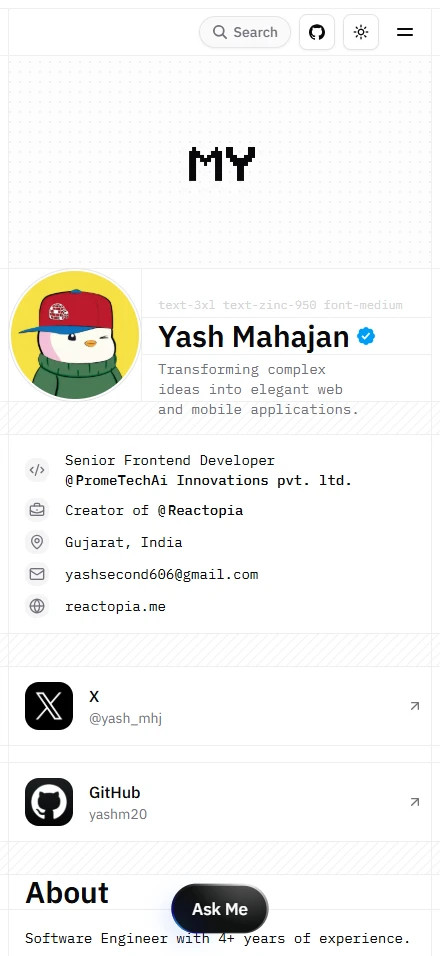 Search
MY
text-3xl text-zinc-950 font-medium
Yash Mahajan
Transforming complex
ideas into elegant web
and mobile applications.
Senior Frontend Developer
@PromeTechAi Innovations pvt. ltd.
Creator of @Reactopia
Gujarat, India
yashsecond606@gmail.com
reactopia.me
X
@yash_mhj
GitHub
yashm20
About
Ask Me
Software Engineer with 4+ years of experience.